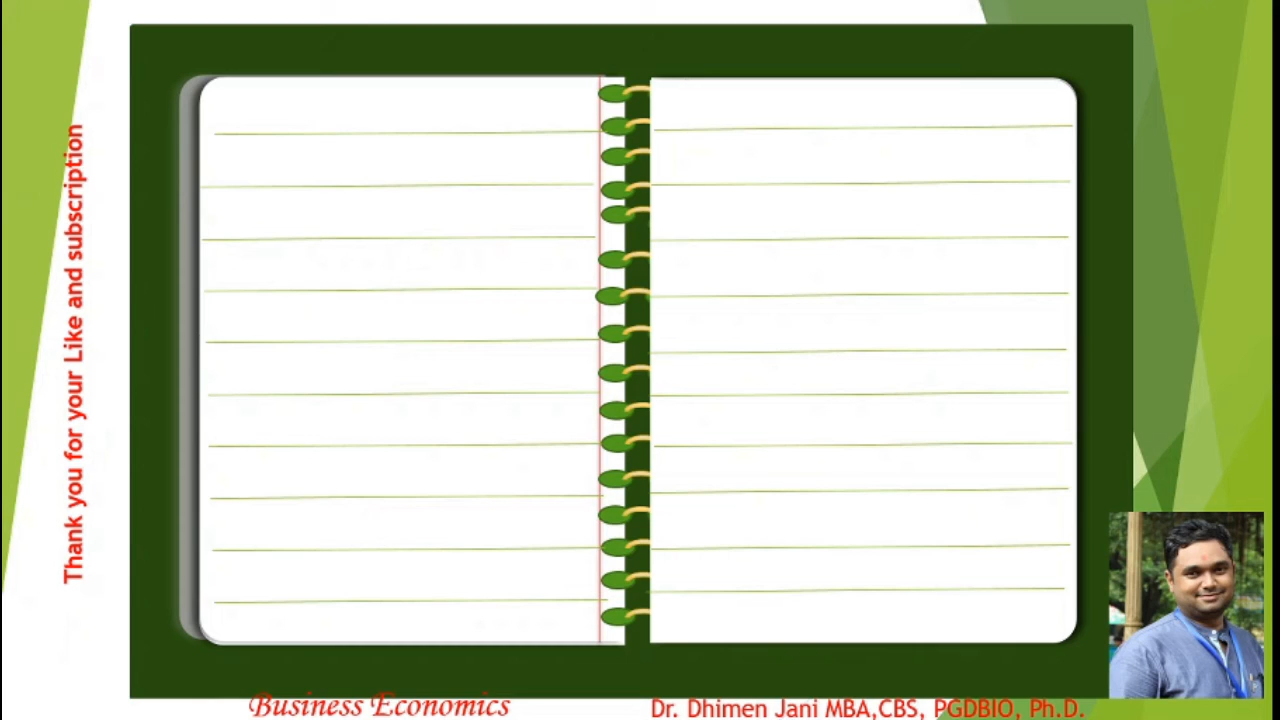 Thank you for your Like and subscription
Business Economics
Dr. Dhimen Jani MBA,CBS, PGDBIO, Ph.D.